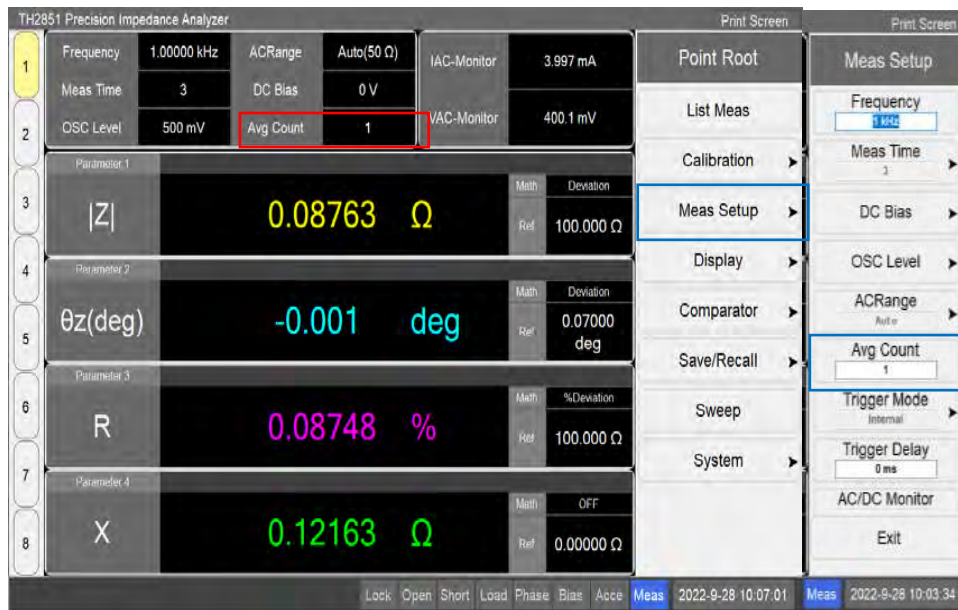 TH2851 Precision Impedance Analyzer
Print Screen
Print Screen
1
2
3
4
5
6
7
8
Frequency 1.00000 kHz ACRange Auto(50 Ω)
Meas Time 3 DC Bias 0 V
OSC Level 500 mV Avg Count 1
IAC-Monitor 3.997 mA
VAC-Monitor 400.1 mV
Parameter 1
|Z| 0.08763 Ω
Math Deviation
Ref 100.000 Ω
Parameter 2
θz(deg) -0.001 deg
Math Deviation
Ref 0.07000
deg
Parameter 3
R 0.08748 %
Math %Deviation
Ref 100.000 Ω
Parameter 4
X 0.12163 Ω
Math OFF
Ref 0.00000 Ω
Point Root
List Meas
Calibration
Meas Setup
Display
Comparator
Save/Recall
Sweep
System
Meas Setup
Frequency
1 kHz
Meas Time
3
DC Bias
OSC Level
ACRange
Auto
Avg Count
1
Trigger Mode
Internal
Trigger Delay
0 ms
AC/DC Monitor
Exit
Lock Open Short Load Phase Bias Acce Meas 2022-9-28 10:07:01
Meas 2022-9-28 10:03:34